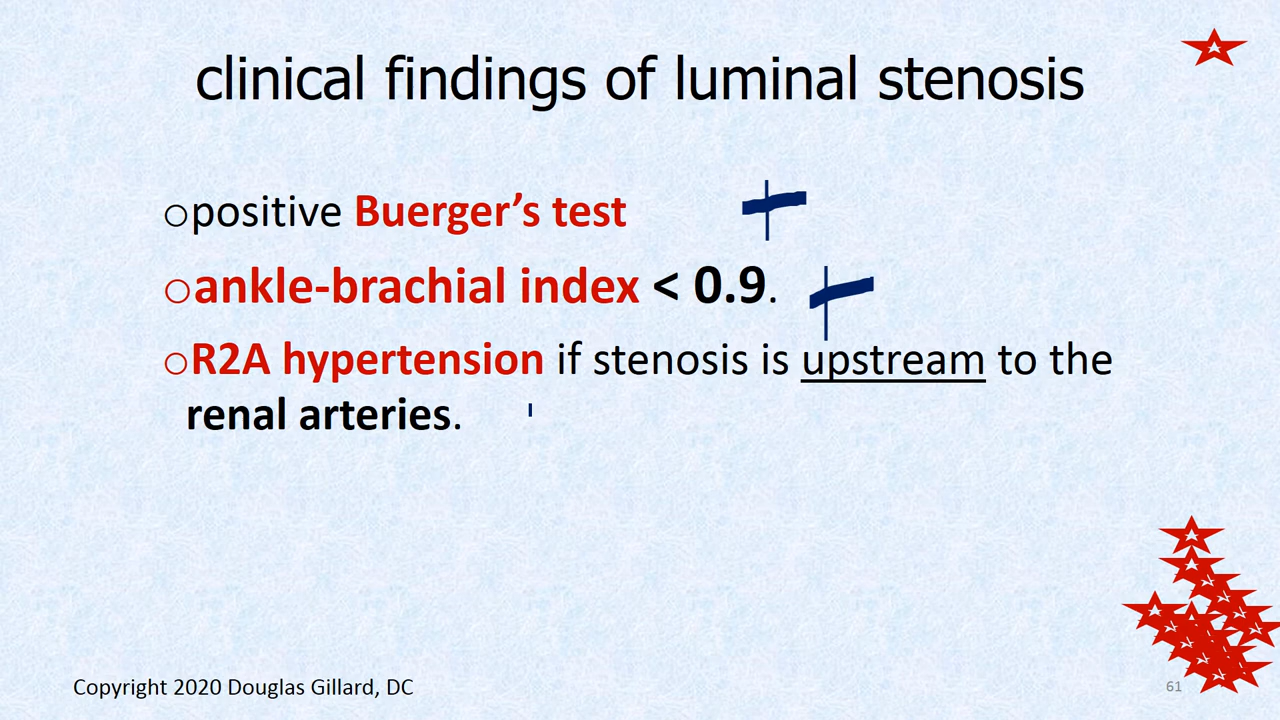 clinical findings of luminal stenosis
○positive Buerger’s test
○ankle-brachial index < 0.9.
○R2A hypertension if stenosis is upstream to the
renal arteries.
Copyright 2020 Douglas Gillard, DC
61